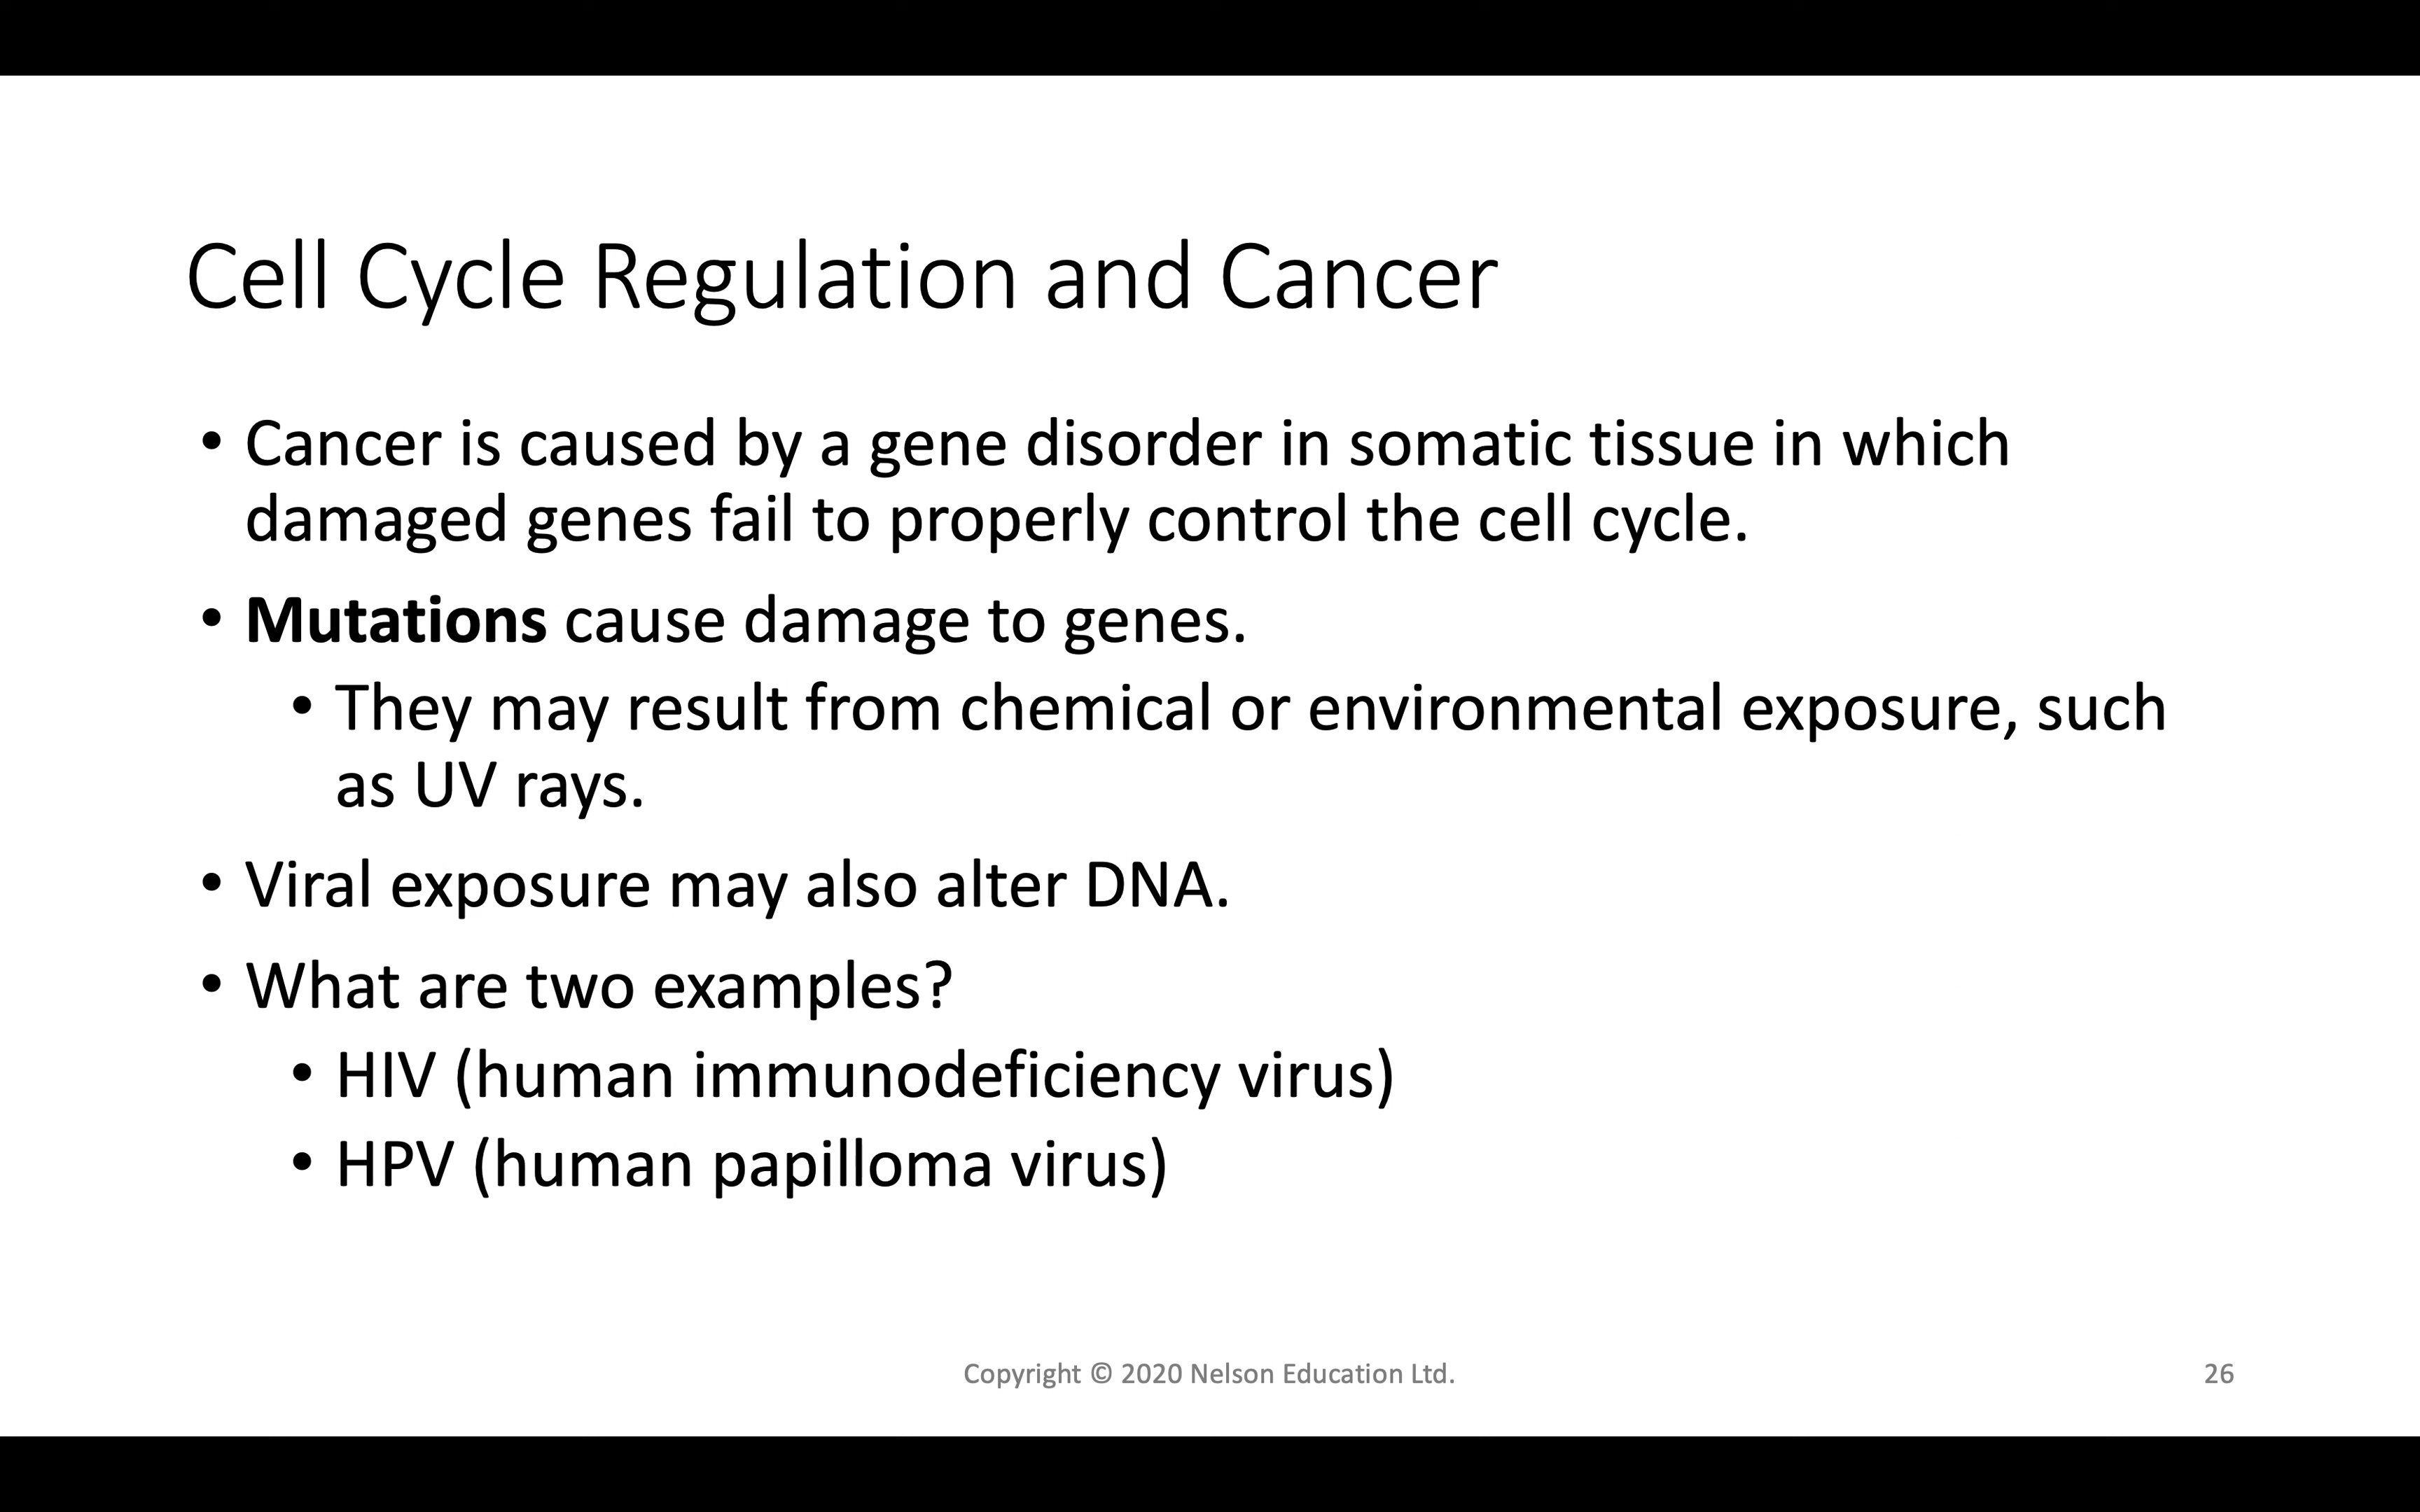 Cell Cycle Regulation and Cancer
• Cancer is caused by a gene disorder in somatic tissue in which
damaged genes fail to properly control the cell cycle.
• Mutations cause damage to genes.
• They may result from chemical or environmental exposure, such
as UV rays.
• Viral exposure may also alter DNA.
• What are two examples?
• HIV (human immunodeficiency virus)
• HPV (human papilloma virus)
Copyright © 2020 Nelson Education Ltd.
26